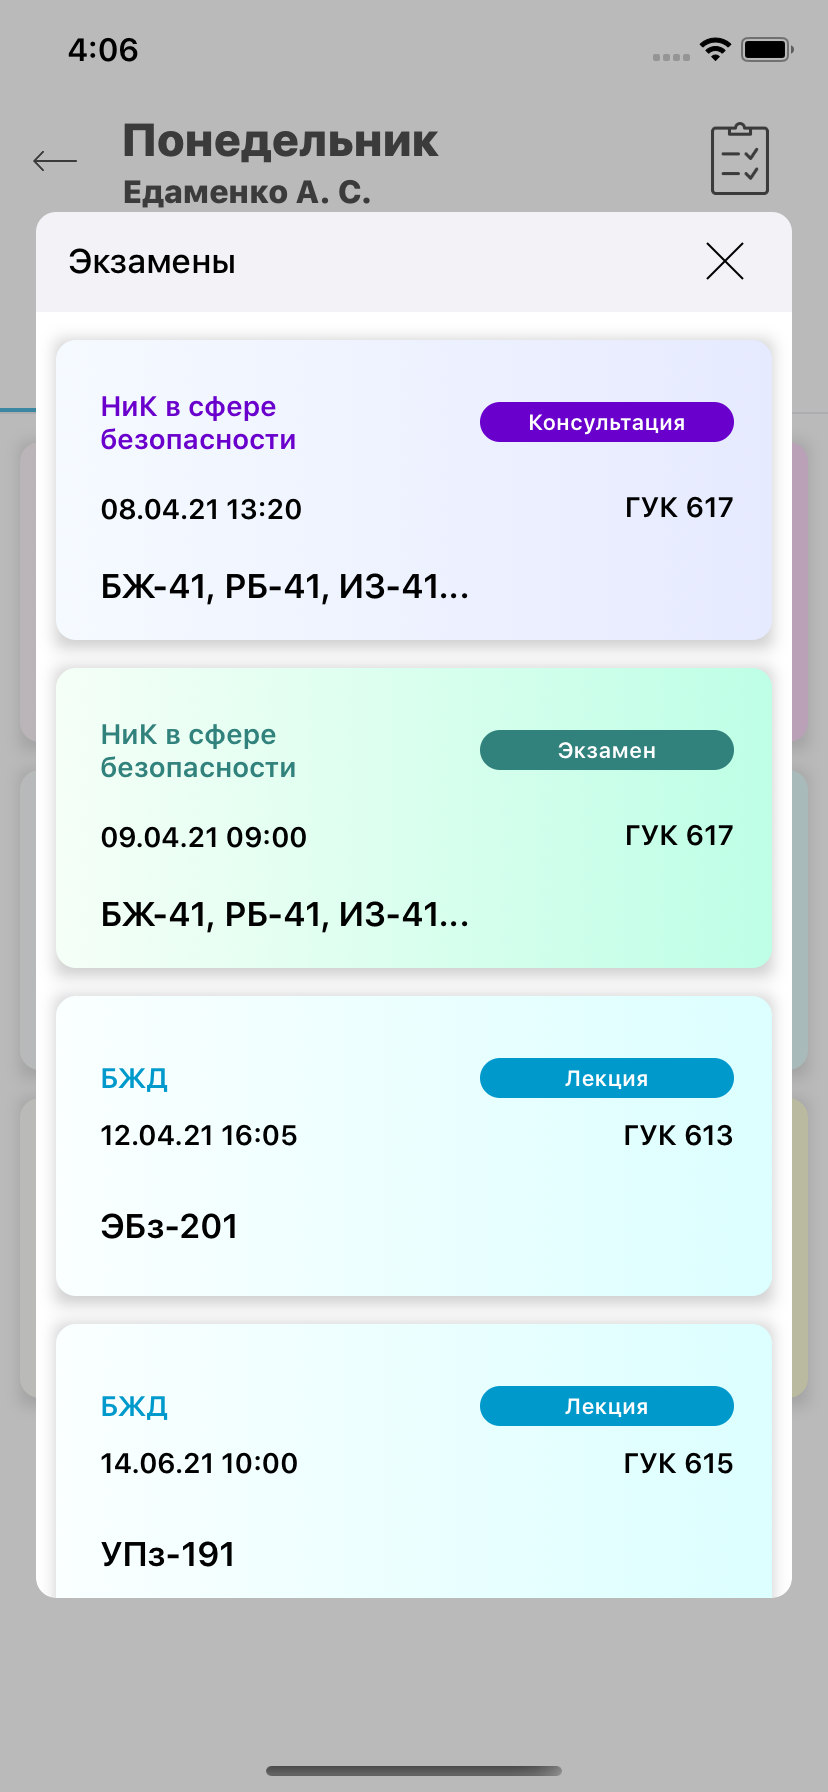 4:06
Понедельник
Едаменко А. С.
Экзамены
НиК в сфере
безопасности
Консультация
08.04.21 13:20
ГУК 617
БЖ-41, РБ-41, ИЗ-41...
НиК в сфере
безопасности
Экзамен
09.04.21 09:00
ГУК 617
БЖ-41, РБ-41, ИЗ-41...
БЖД
Лекция
12.04.21 16:05
ГУК 613
ЭБз-201
БЖД
Лекция
14.06.21 10:00
ГУК 615
УПз-191